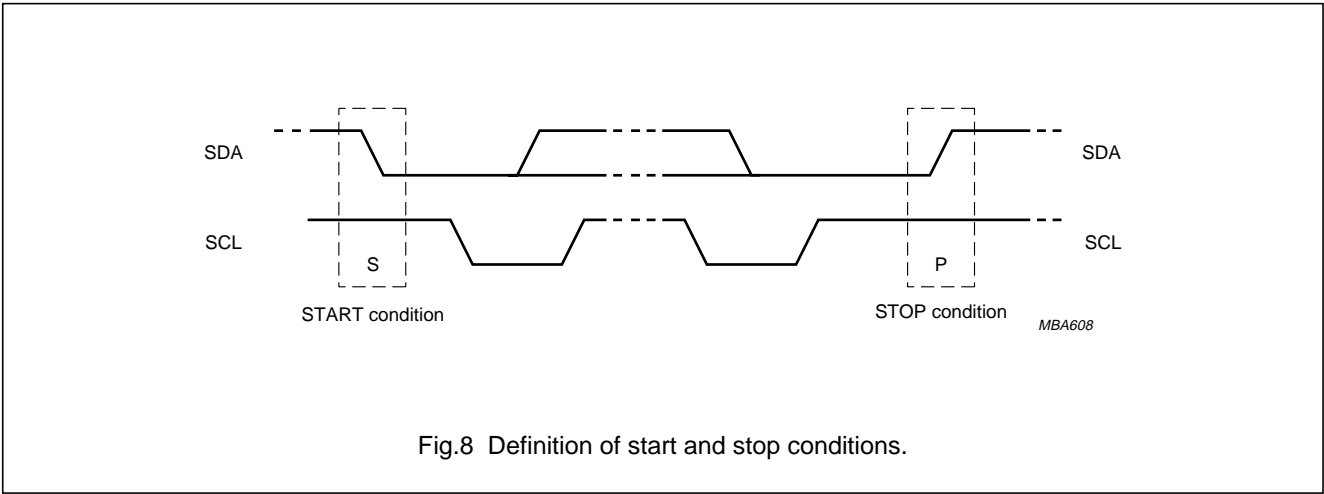 SDA
SDA
SCL
SCL
S
P
START condition
STOP condition
MBA608
Fig.8 Definition of start and stop conditions.